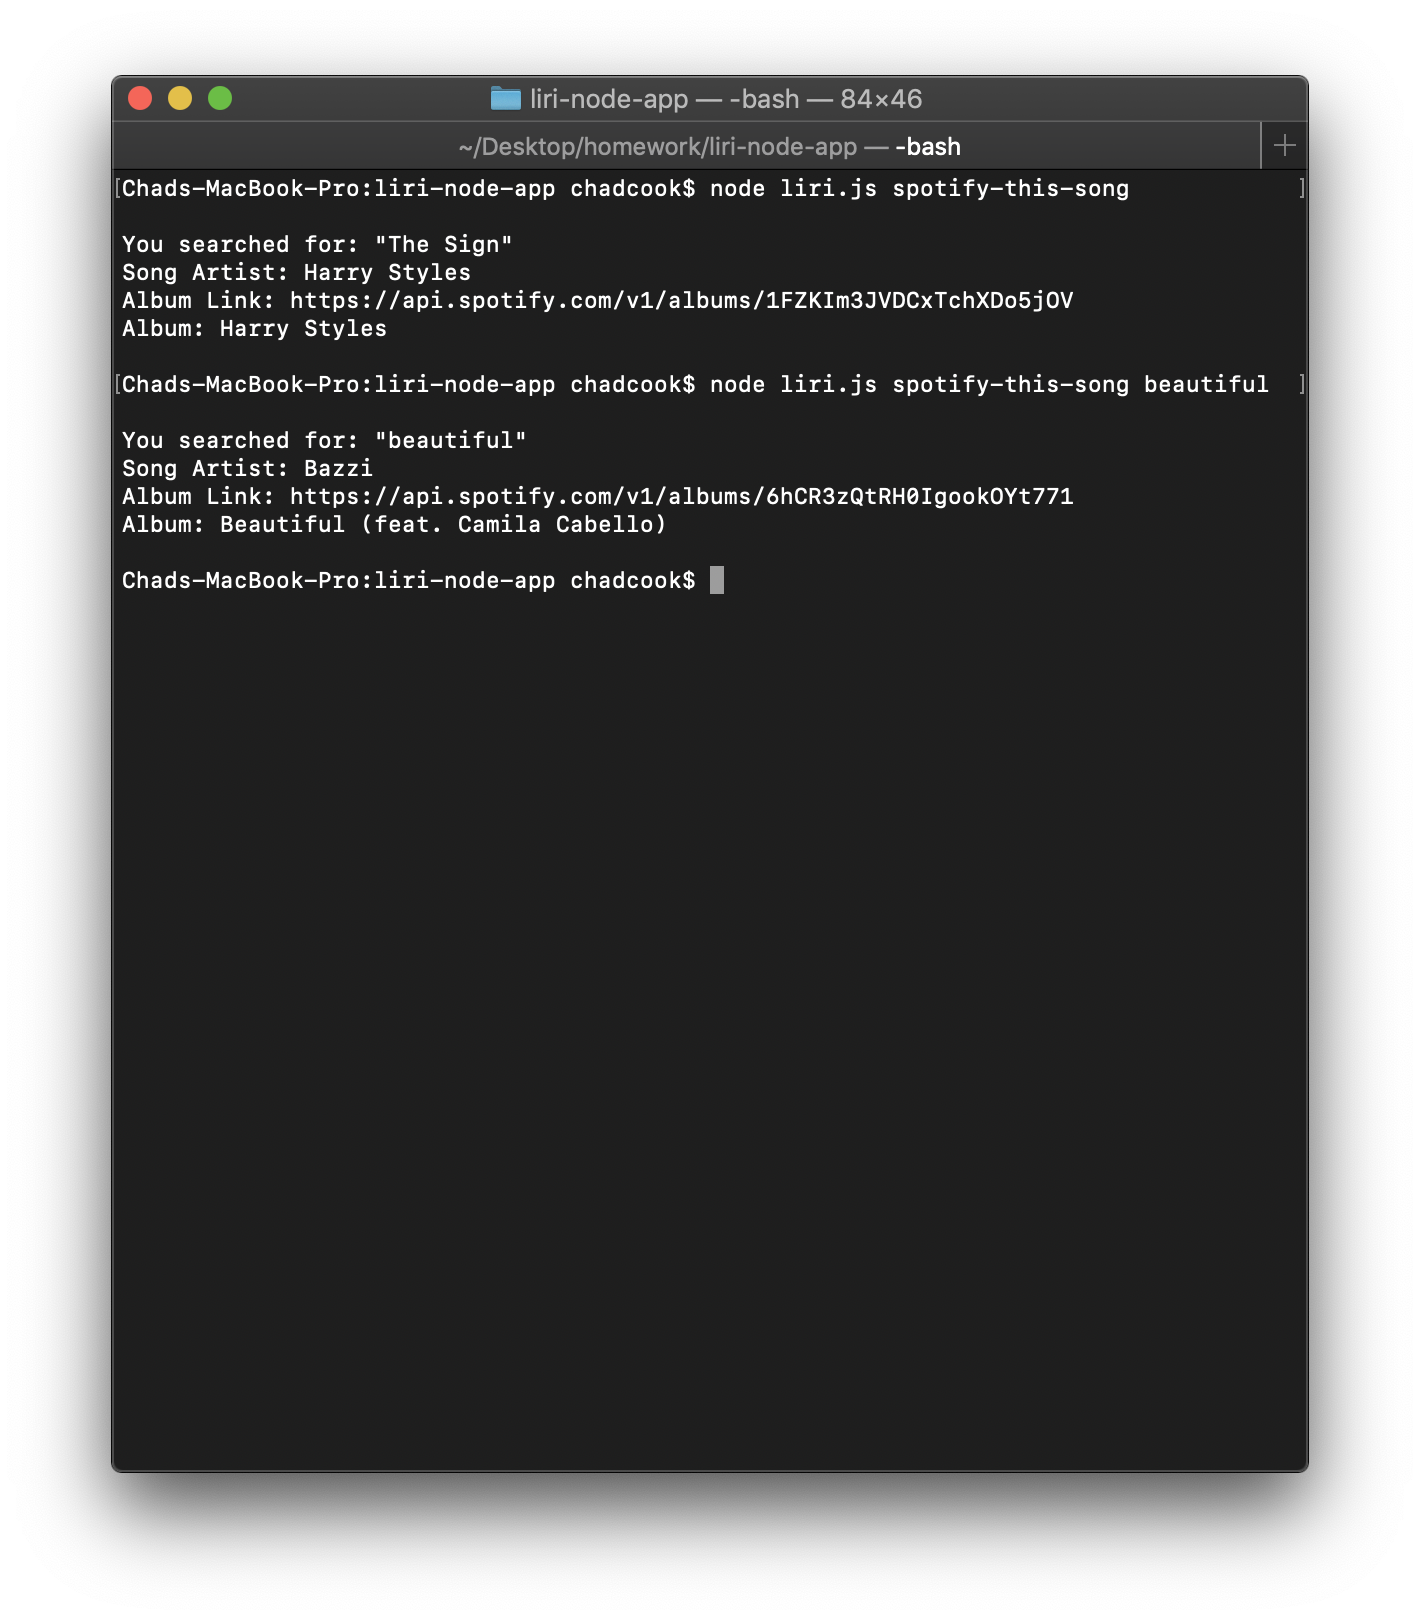 liri-node-app — -bash — 84×46
~/Desktop/homework/liri-node-app — -bash
[Chads-MacBook-Pro:liri-node-app chadcook$ node liri.js spotify-this-song ]
You searched for: "The Sign"
Song Artist: Harry Styles
Album Link: https://api.spotify.com/v1/albums/1FZKIm3JVDCxTchXDo5jOV
Album: Harry Styles
[Chads-MacBook-Pro:liri-node-app chadcook$ node liri.js spotify-this-song beautiful ]
You searched for: "beautiful"
Song Artist: Bazzi
Album Link: https://api.spotify.com/v1/albums/6hCR3zQtRH0IgookOYt771
Album: Beautiful (feat. Camila Cabello)
Chads-MacBook-Pro:liri-node-app chadcook$